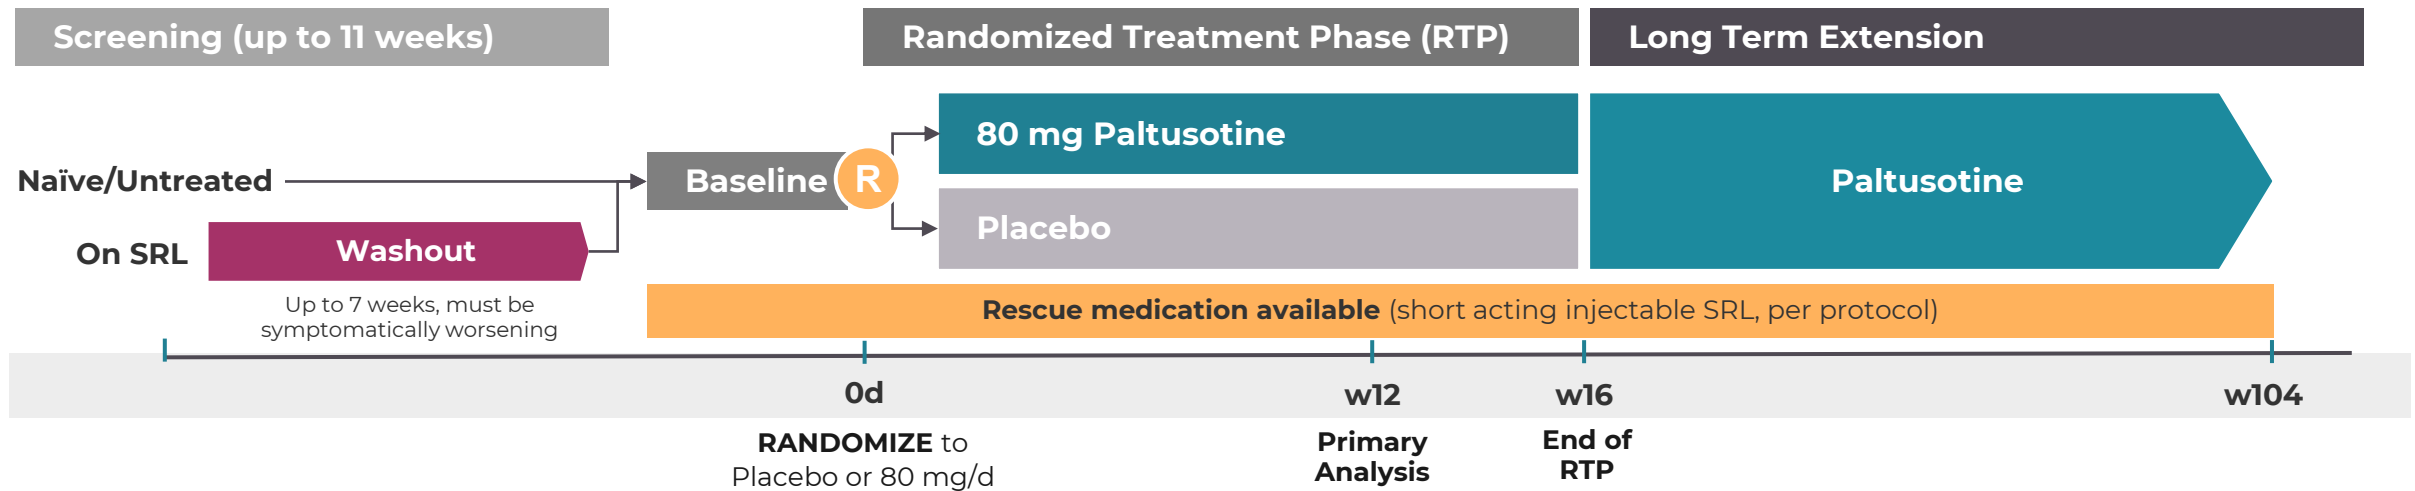 Screening (up to 11 weeks)
Randomized Treatment Phase (RTP)
Long Term Extension
80 mg Paltusotine
Naïve/Untreated
Baseline
R
Paltusotine
Placebo
On SRL
Washout
Up to 7 weeks, must be
symptomatically worsening
Rescue medication available (short acting injectable SRL, per protocol)
0d
w12
w16
w104
RANDOMIZE to
Placebo or 80 mg/d
Primary
Analysis
End of
RTP